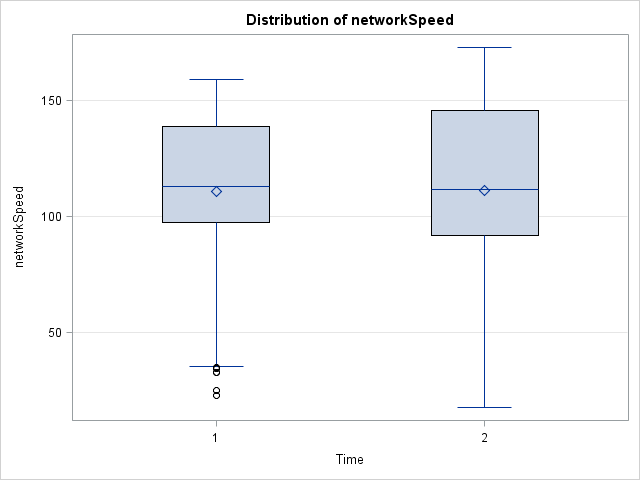 Distribution of networkSpeed
150
100
50
networkSpeed
1
2
Time